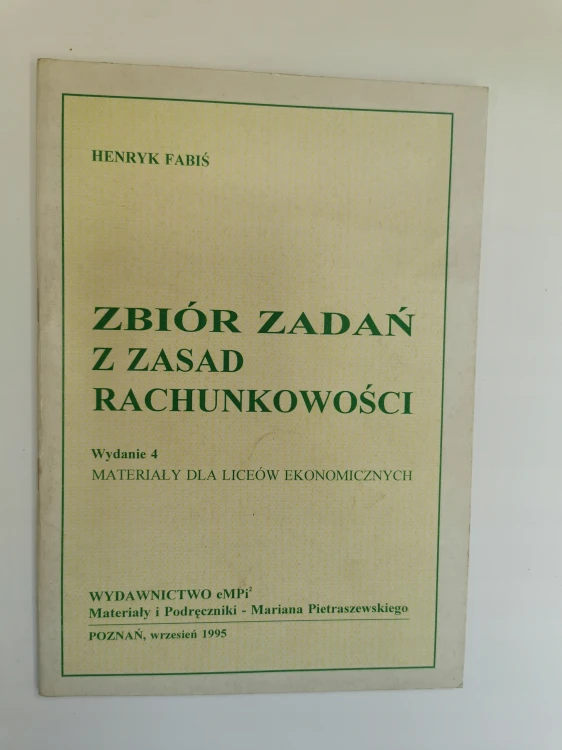 HENRYK FABIŚ
ZBIÓR ZADAŃ
Z ZASAD
RACHUNKOWOŚCI
Wydanie 4
MATERIAŁY DLA LICEÓW EKONOMICZNYCH
WYDAWNICTWO eMPi²
Materiały i Podręczniki - Mariana Pietraszewskiego
POZNAŃ, wrzesień 1995